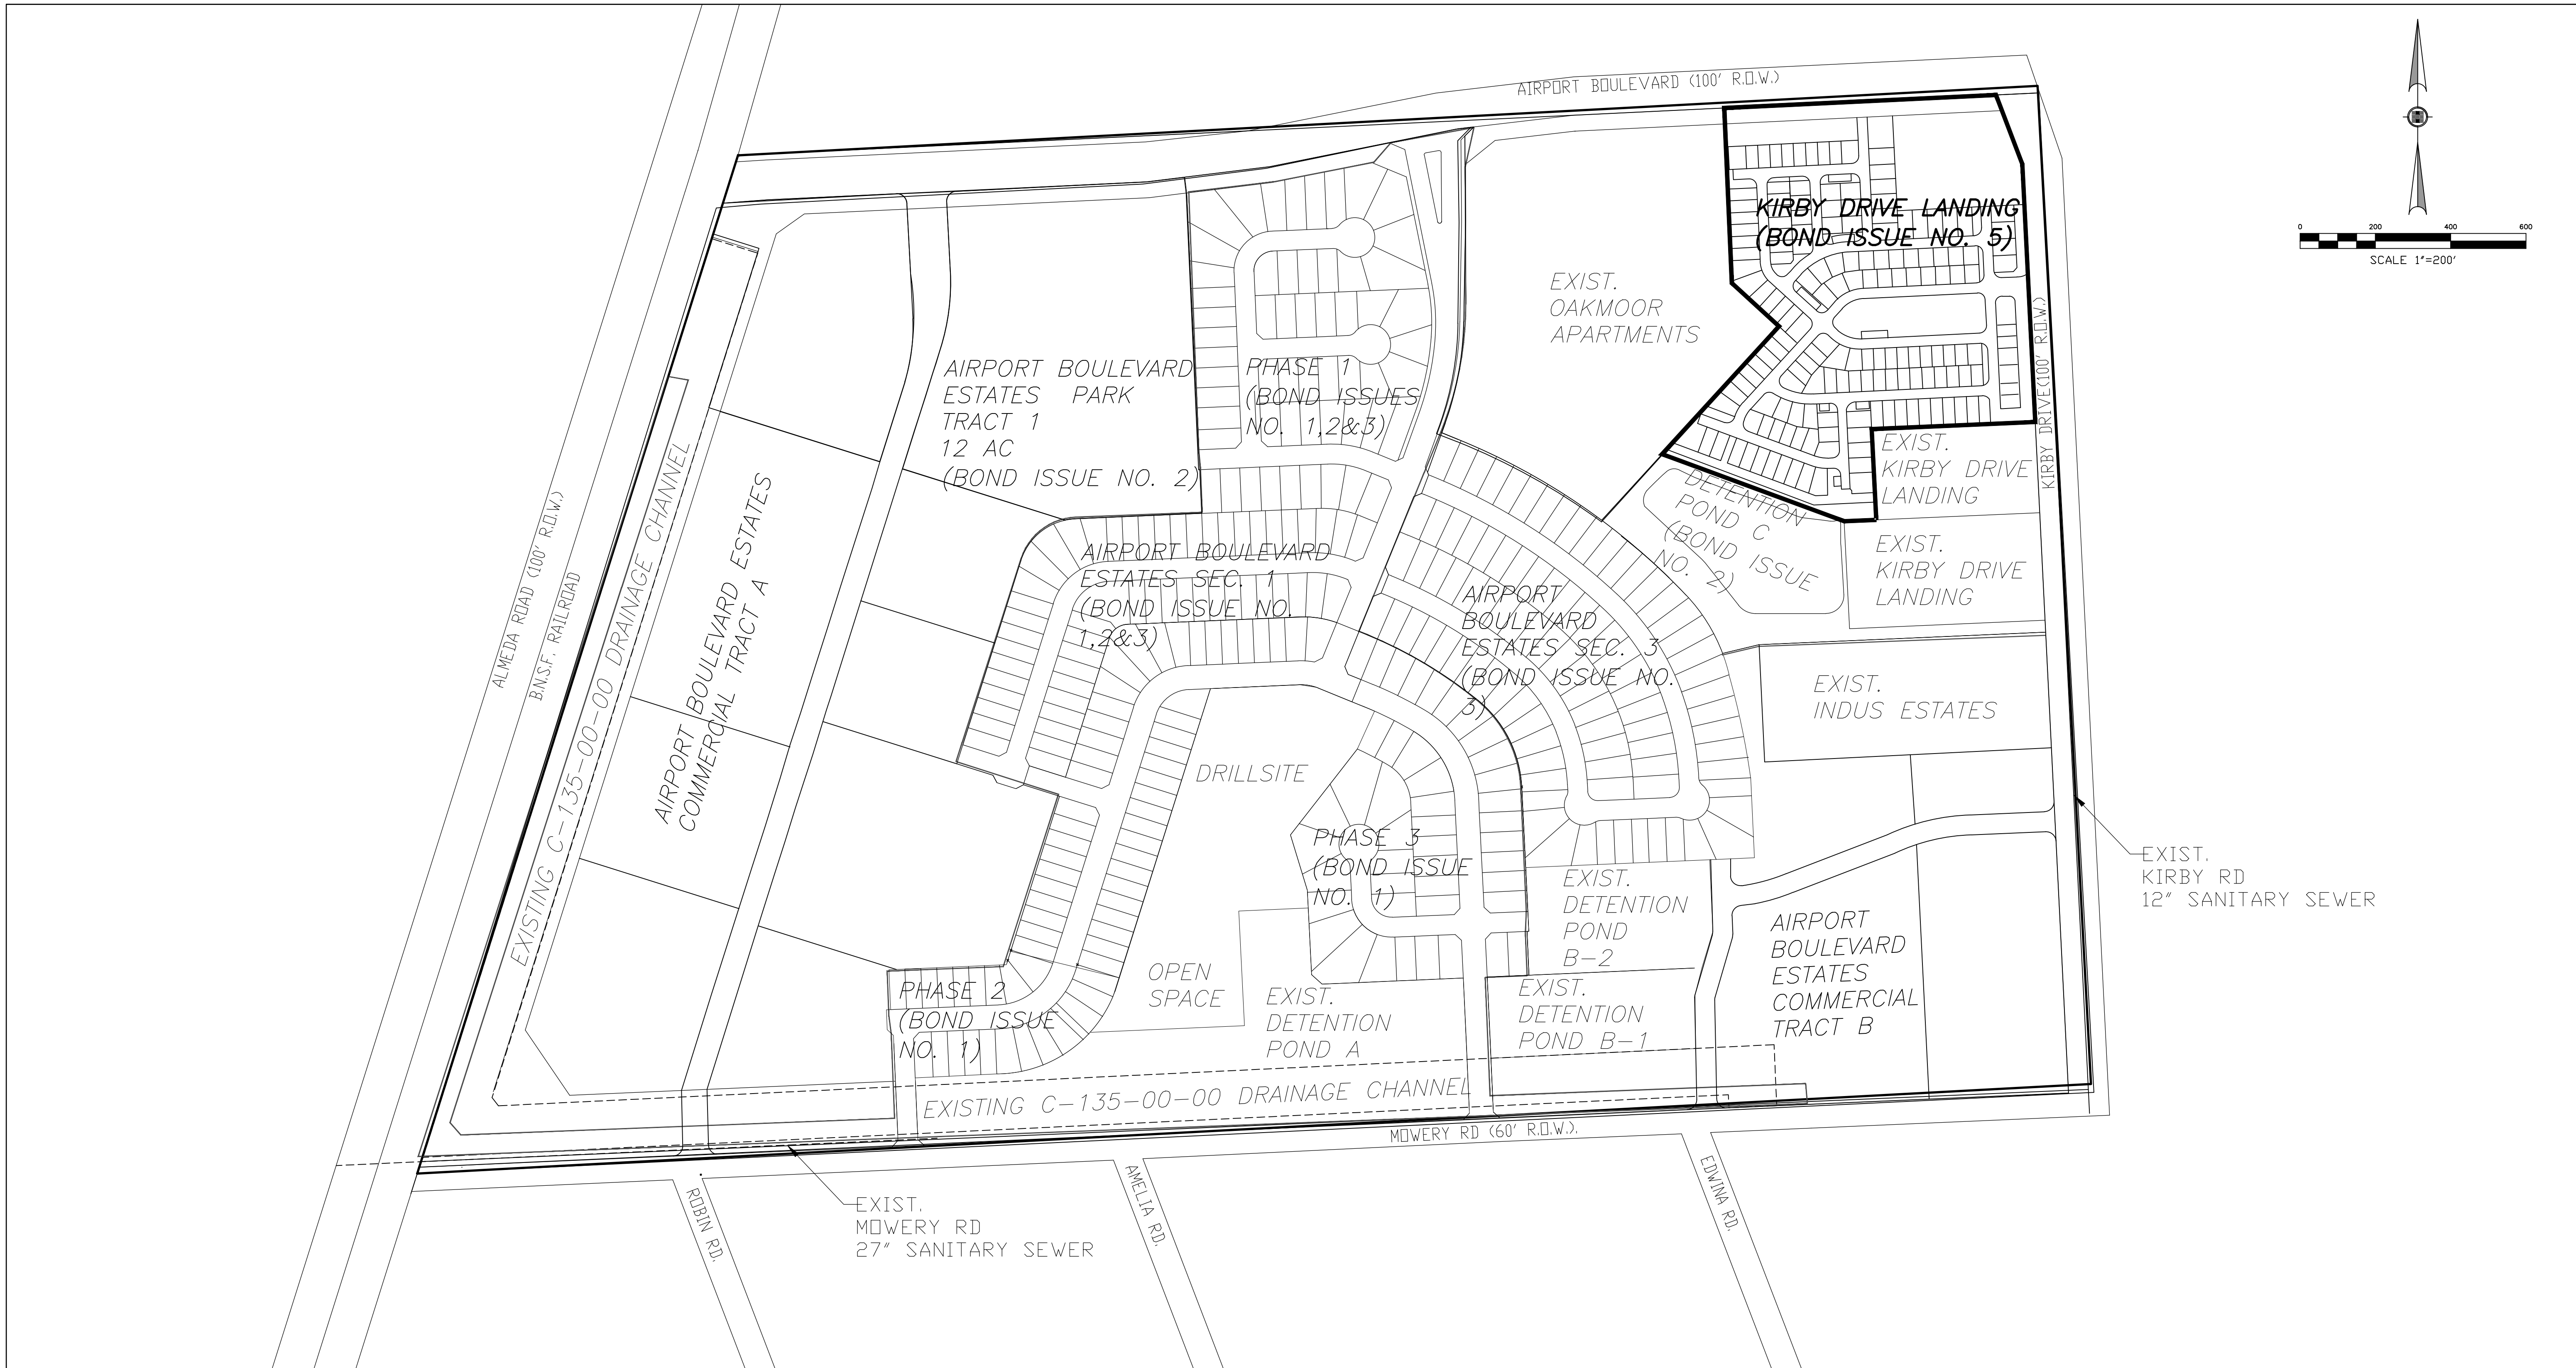 AIRPORT BOULEVARD (100' R.O.W.)
0 200 400 600
SCALE 1"=200'
KIRBY DRIVE LANDING
(BOND ISSUE NO. 5)
EXIST.
OAKMOOR
APARTMENTS
KIRBY DRIVE(100' R.O.W.)
AIRPORT BOULEVARD
ESTATES PARK
TRACT 1
12 AC
(BOND ISSUE NO. 2)
PHASE 1
(BOND ISSUES
NO. 1,2&3)
EXIST.
KIRBY DRIVE
LANDING
DETENTION
POND C
(BOND ISSUE
NO. 2)
EXIST.
KIRBY DRIVE
LANDING
ALMEDA ROAD (100' R.O.W.)
B.N.S.F. RAILROAD
EXISTING C-135-00-00 DRAINAGE CHANNEL
AIRPORT BOULEVARD ESTATES
COMMERCIAL TRACT A
AIRPORT BOULEVARD
ESTATES SEC. 1
(BOND ISSUE NO.
1,2&3)
AIRPORT
BOULEVARD
ESTATES SEC. 3
(BOND ISSUE NO.
3)
EXIST.
INDUS ESTATES
DRILLSITE
PHASE 3
(BOND ISSUE
NO. 1)
EXIST.
KIRBY RD
12" SANITARY SEWER
EXIST.
DETENTION
POND
B-2
AIRPORT
BOULEVARD
ESTATES
COMMERCIAL
TRACT B
OPEN
SPACE
PHASE 2
(BOND ISSUE
NO. 1)
EXIST.
DETENTION
POND A
EXIST.
DETENTION
POND B-1
EXISTING C-135-00-00 DRAINAGE CHANNEL
MOWERY RD (60' R.O.W.).
EXIST.
MOWERY RD
27" SANITARY SEWER
ROBIN RD.
AMELIA RD.
EDWINA RD.